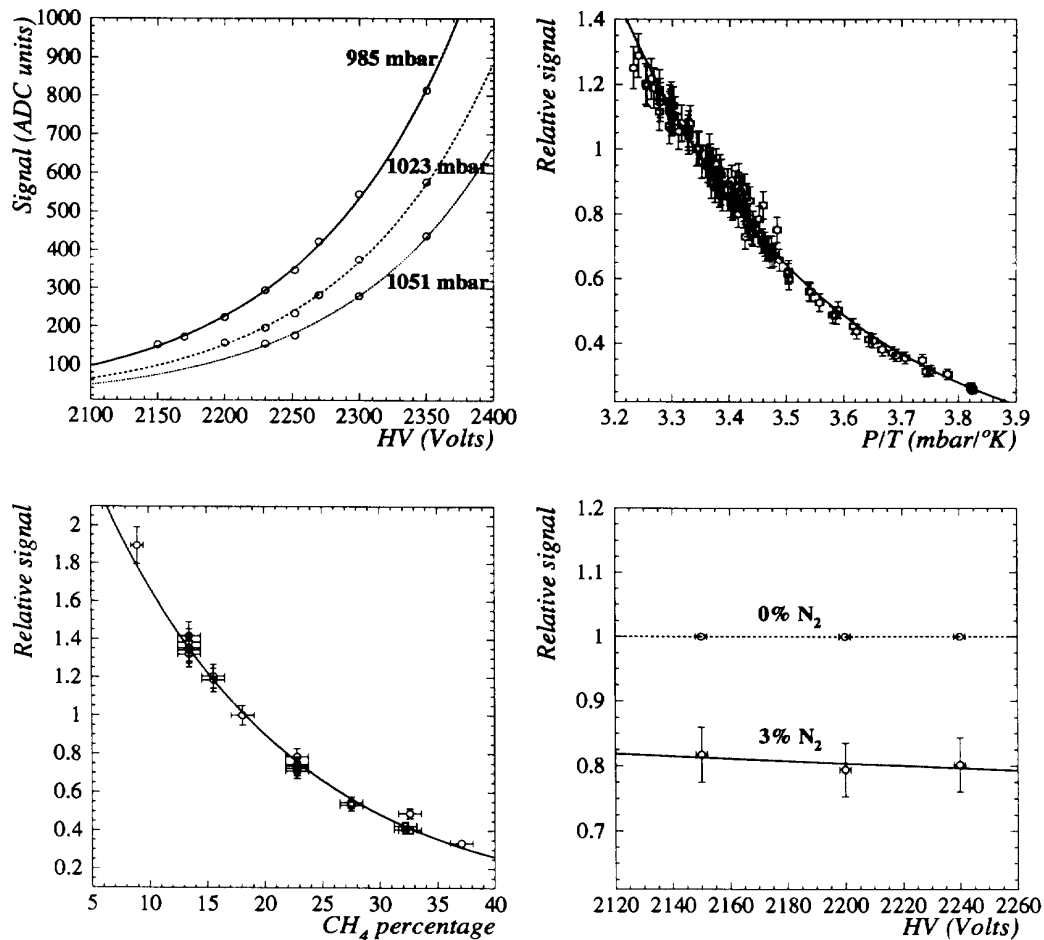 Signal (ADC units)
1000
900
800
700
600
500
400
300
200
100
985 mbar
1023 mbar
1051 mbar
2100 2150 2200 2250 2300 2350 2400
HV (Volts)
Relative signal
1.4
1.2
1
0.8
0.6
0.4
3.2 3.3 3.4 3.5 3.6 3.7 3.8 3.9
P/T (mbar/°K)
Relative signal
2
1.8
1.6
1.4
1.2
1
0.8
0.6
0.4
0.2
5 10 15 20 25 30 35 40
CH₄ percentage
Relative signal
1.2
1.1
1
0.9
0.8
0.7
0% N₂
3% N₂
2120 2140 2160 2180 2200 2220 2240 2260
HV (Volts)